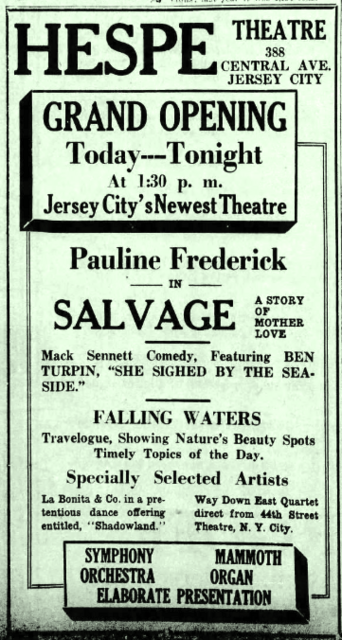 HESPE THEATRE
388
CENTRAL AVE.
JERSEY CITY
GRAND OPENING
Today---Tonight
At 1:30 p. m.
Jersey City's Newest Theatre
Pauline Frederick
IN
SALVAGE
A STORY
OF
MOTHER
LOVE
Mack Sennett Comedy, Featuring BEN
TURPIN, "SHE SIGHED BY THE SEA-
SIDE."
FALLING WATERS
Travelogue, Showing Nature's Beauty Spots
Timely Topics of the Day.
Specially Selected Artists
La Bonita & Co. in a pre-
tentious dance offering
entitled, "Shadowland."
Way Down East Quartet
direct from 44th Street
Theatre, N. Y. City.
SYMPHONY
ORCHESTRA
MAMMOTH
ORGAN
ELABORATE PRESENTATION